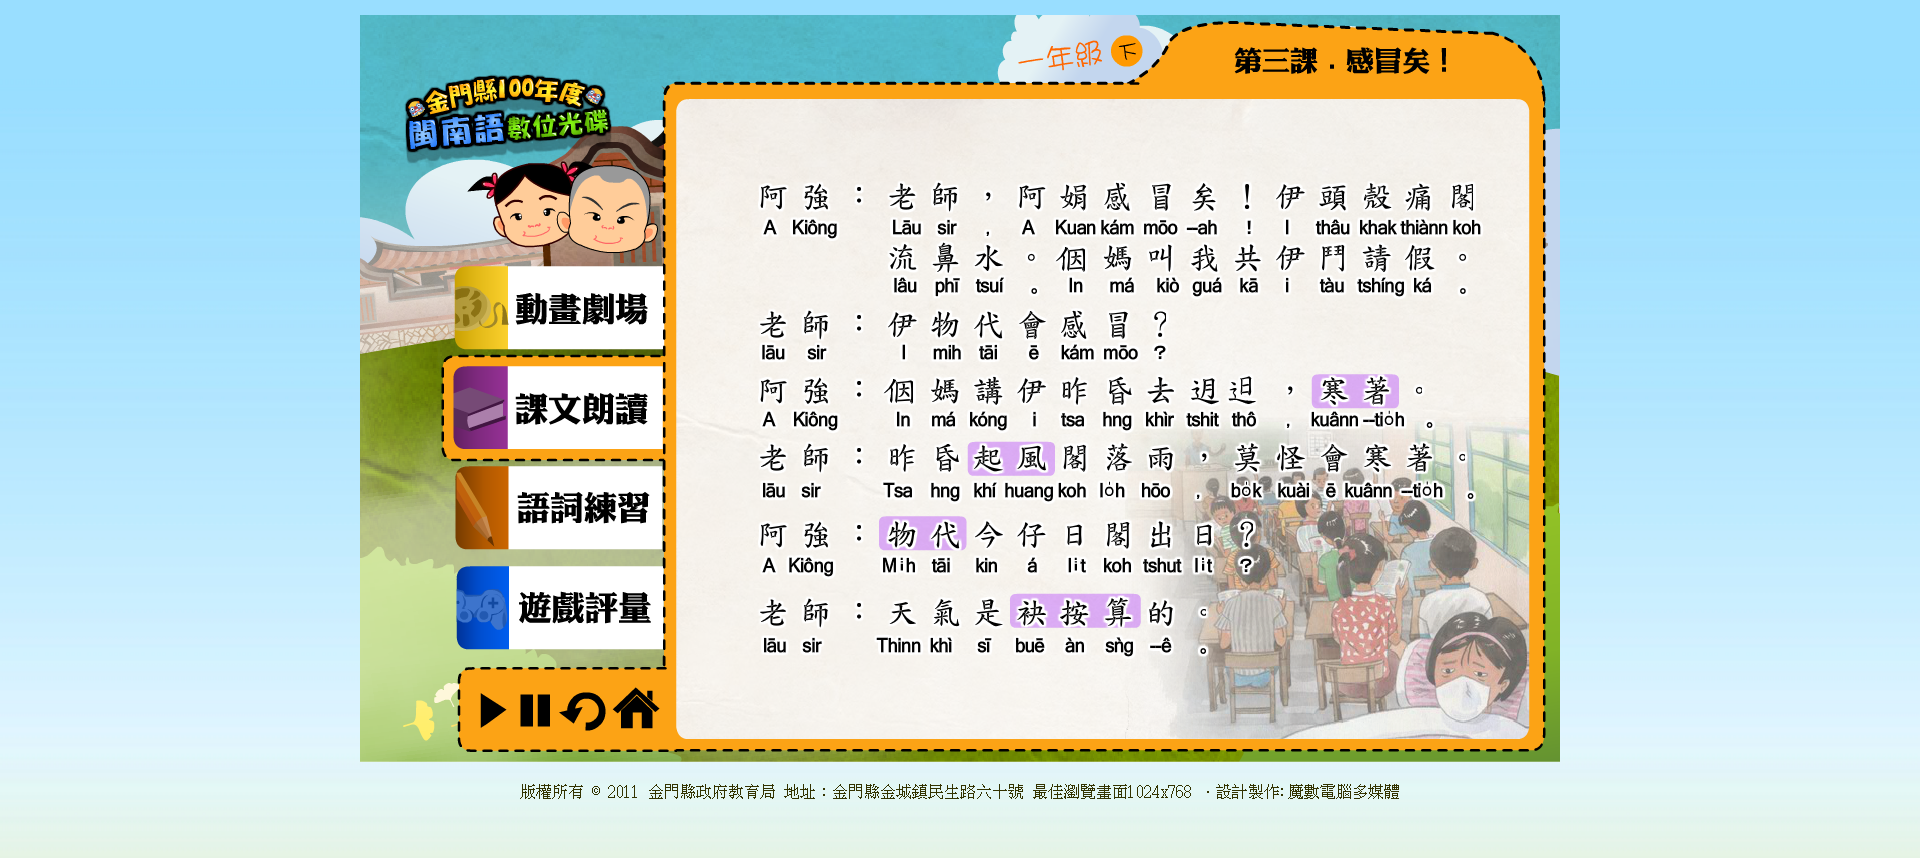 一年級 下
第三課．感冒矣！
金門縣100年度
閩南語數位光碟
動畫劇場
課文朗讀
語詞練習
遊戲評量
阿強：老師，阿娟感冒矣！伊頭殼痛閣
A Kiông Lāu sir , A Kuan kám mōo --ah ! I thâu khak thiànn koh
流鼻水。個媽叫我共伊鬥請假。
lâu phī tsuí 。 In má kiò guá kā i tàu tshíng ká 。
老師：伊物代會感冒？
lāu sir I mih tāi ē kám mōo ?
阿強：個媽講伊昨昏去迌迌，寒著。
A Kiông In má kóng i tsa hng khìr tshit thô , kuânn --tio̍h 。
老師：昨昏起風閣落雨，莫怪會寒著。
lāu sir Tsa hng khí huang koh lo̍h hōo , bo̍k kuài ē kuânn --tio̍h 。
阿強：物代今仔日閣出日？
A Kiông Mih tāi kin á li̍t koh tshut li̍t ?
老師：天氣是袂按算的。
lāu sir Thinn khì sī buē àn sǹg --ê 。
版權所有 © 2011 金門縣政府教育局 地址：金門縣金城鎮民生路六十號 最佳瀏覽畫面1024x768 ．設計製作: 魔數電腦多媒體